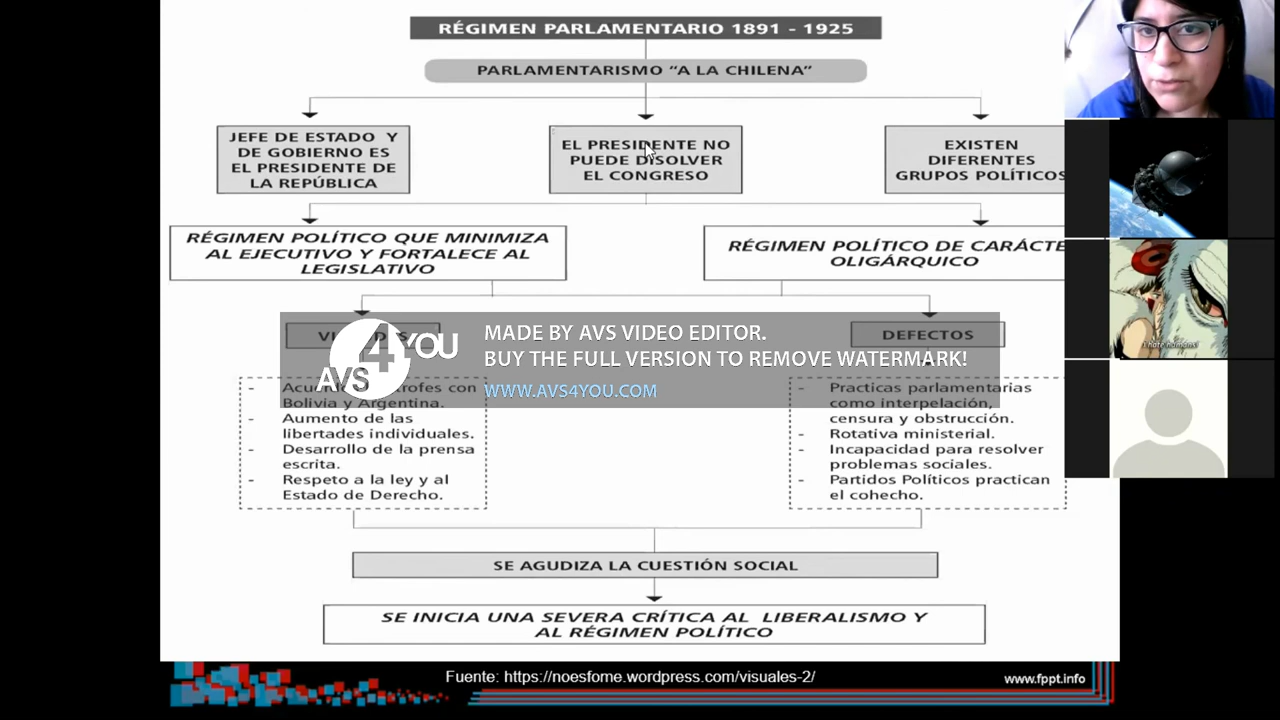 RÉGIMEN PARLAMENTARIO 1891 - 1925
PARLAMENTARISMO “A LA CHILENA”
JEFE DE ESTADO Y
DE GOBIERNO ES
EL PRESIDENTE DE
LA REPÚBLICA
EL PRESIDENTE NO
PUEDE DISOLVER
EL CONGRESO
EXISTEN
DIFERENTES
GRUPOS POLÍTICOS
RÉGIMEN POLÍTICO QUE MINIMIZA
AL EJECUTIVO Y FORTALECE AL
LEGISLATIVO
RÉGIMEN POLÍTICO DE CARÁCTE
OLIGÁRQUICO
DEFECTOS
AVS4YOU
MADE BY AVS VIDEO EDITOR.
BUY THE FULL VERSION TO REMOVE WATERMARK!
WWW.AVS4YOU.COM
- con
Bolivia y Argentina.
- Aumento de las
libertades individuales.
- Desarrollo de la prensa
escrita.
- Respeto a la ley y al
Estado de Derecho.
- Practicas parlamentarias
como interpelación,
censura y obstrucción.
- Rotativa ministerial.
- Incapacidad para resolver
problemas sociales.
- Partidos Políticos practican
el cohecho.
SE AGUDIZA LA CUESTIÓN SOCIAL
SE INICIA UNA SEVERA CRÍTICA AL LIBERALISMO Y
AL RÉGIMEN POLÍTICO
Fuente: https://noesfome.wordpress.com/visuales-2/
www.fppt.info
I hate humans!